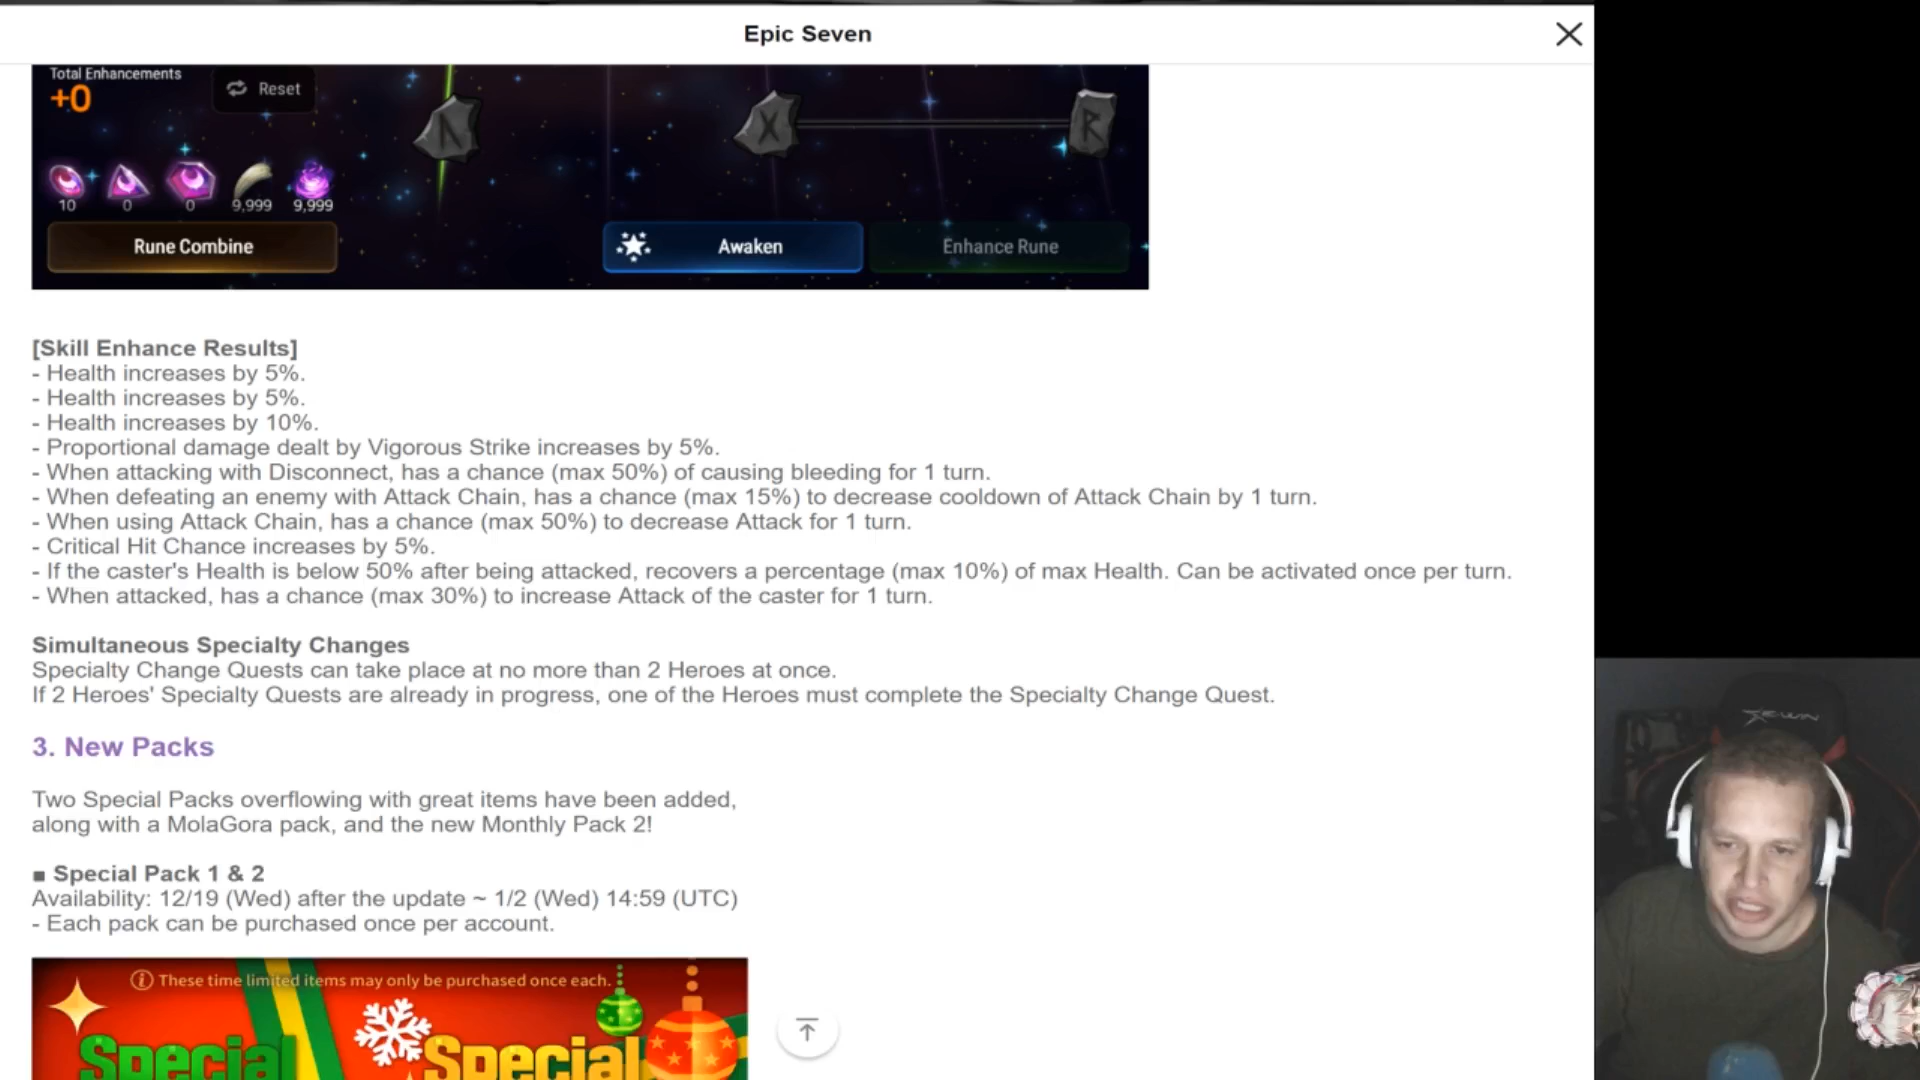 Epic Seven
Total Enhancements
+0
Reset
10 0 0 9,999 9,999
Rune Combine
Awaken
Enhance Rune
[Skill Enhance Results]
- Health increases by 5%.
- Health increases by 5%.
- Health increases by 10%.
- Proportional damage dealt by Vigorous Strike increases by 5%.
- When attacking with Disconnect, has a chance (max 50%) of causing bleeding for 1 turn.
- When defeating an enemy with Attack Chain, has a chance (max 15%) to decrease cooldown of Attack Chain by 1 turn.
- When using Attack Chain, has a chance (max 50%) to decrease Attack for 1 turn.
- Critical Hit Chance increases by 5%.
- If the caster's Health is below 50% after being attacked, recovers a percentage (max 10%) of max Health. Can be activated once per turn.
- When attacked, has a chance (max 30%) to increase Attack of the caster for 1 turn.
Simultaneous Specialty Changes
Specialty Change Quests can take place at no more than 2 Heroes at once.
If 2 Heroes' Specialty Quests are already in progress, one of the Heroes must complete the Specialty Change Quest.
3. New Packs
Two Special Packs overflowing with great items have been added,
along with a MolaGora pack, and the new Monthly Pack 2!
■ Special Pack 1 & 2
Availability: 12/19 (Wed) after the update ~ 1/2 (Wed) 14:59 (UTC)
- Each pack can be purchased once per account.
These time limited items may only be purchased once each.
Special Special